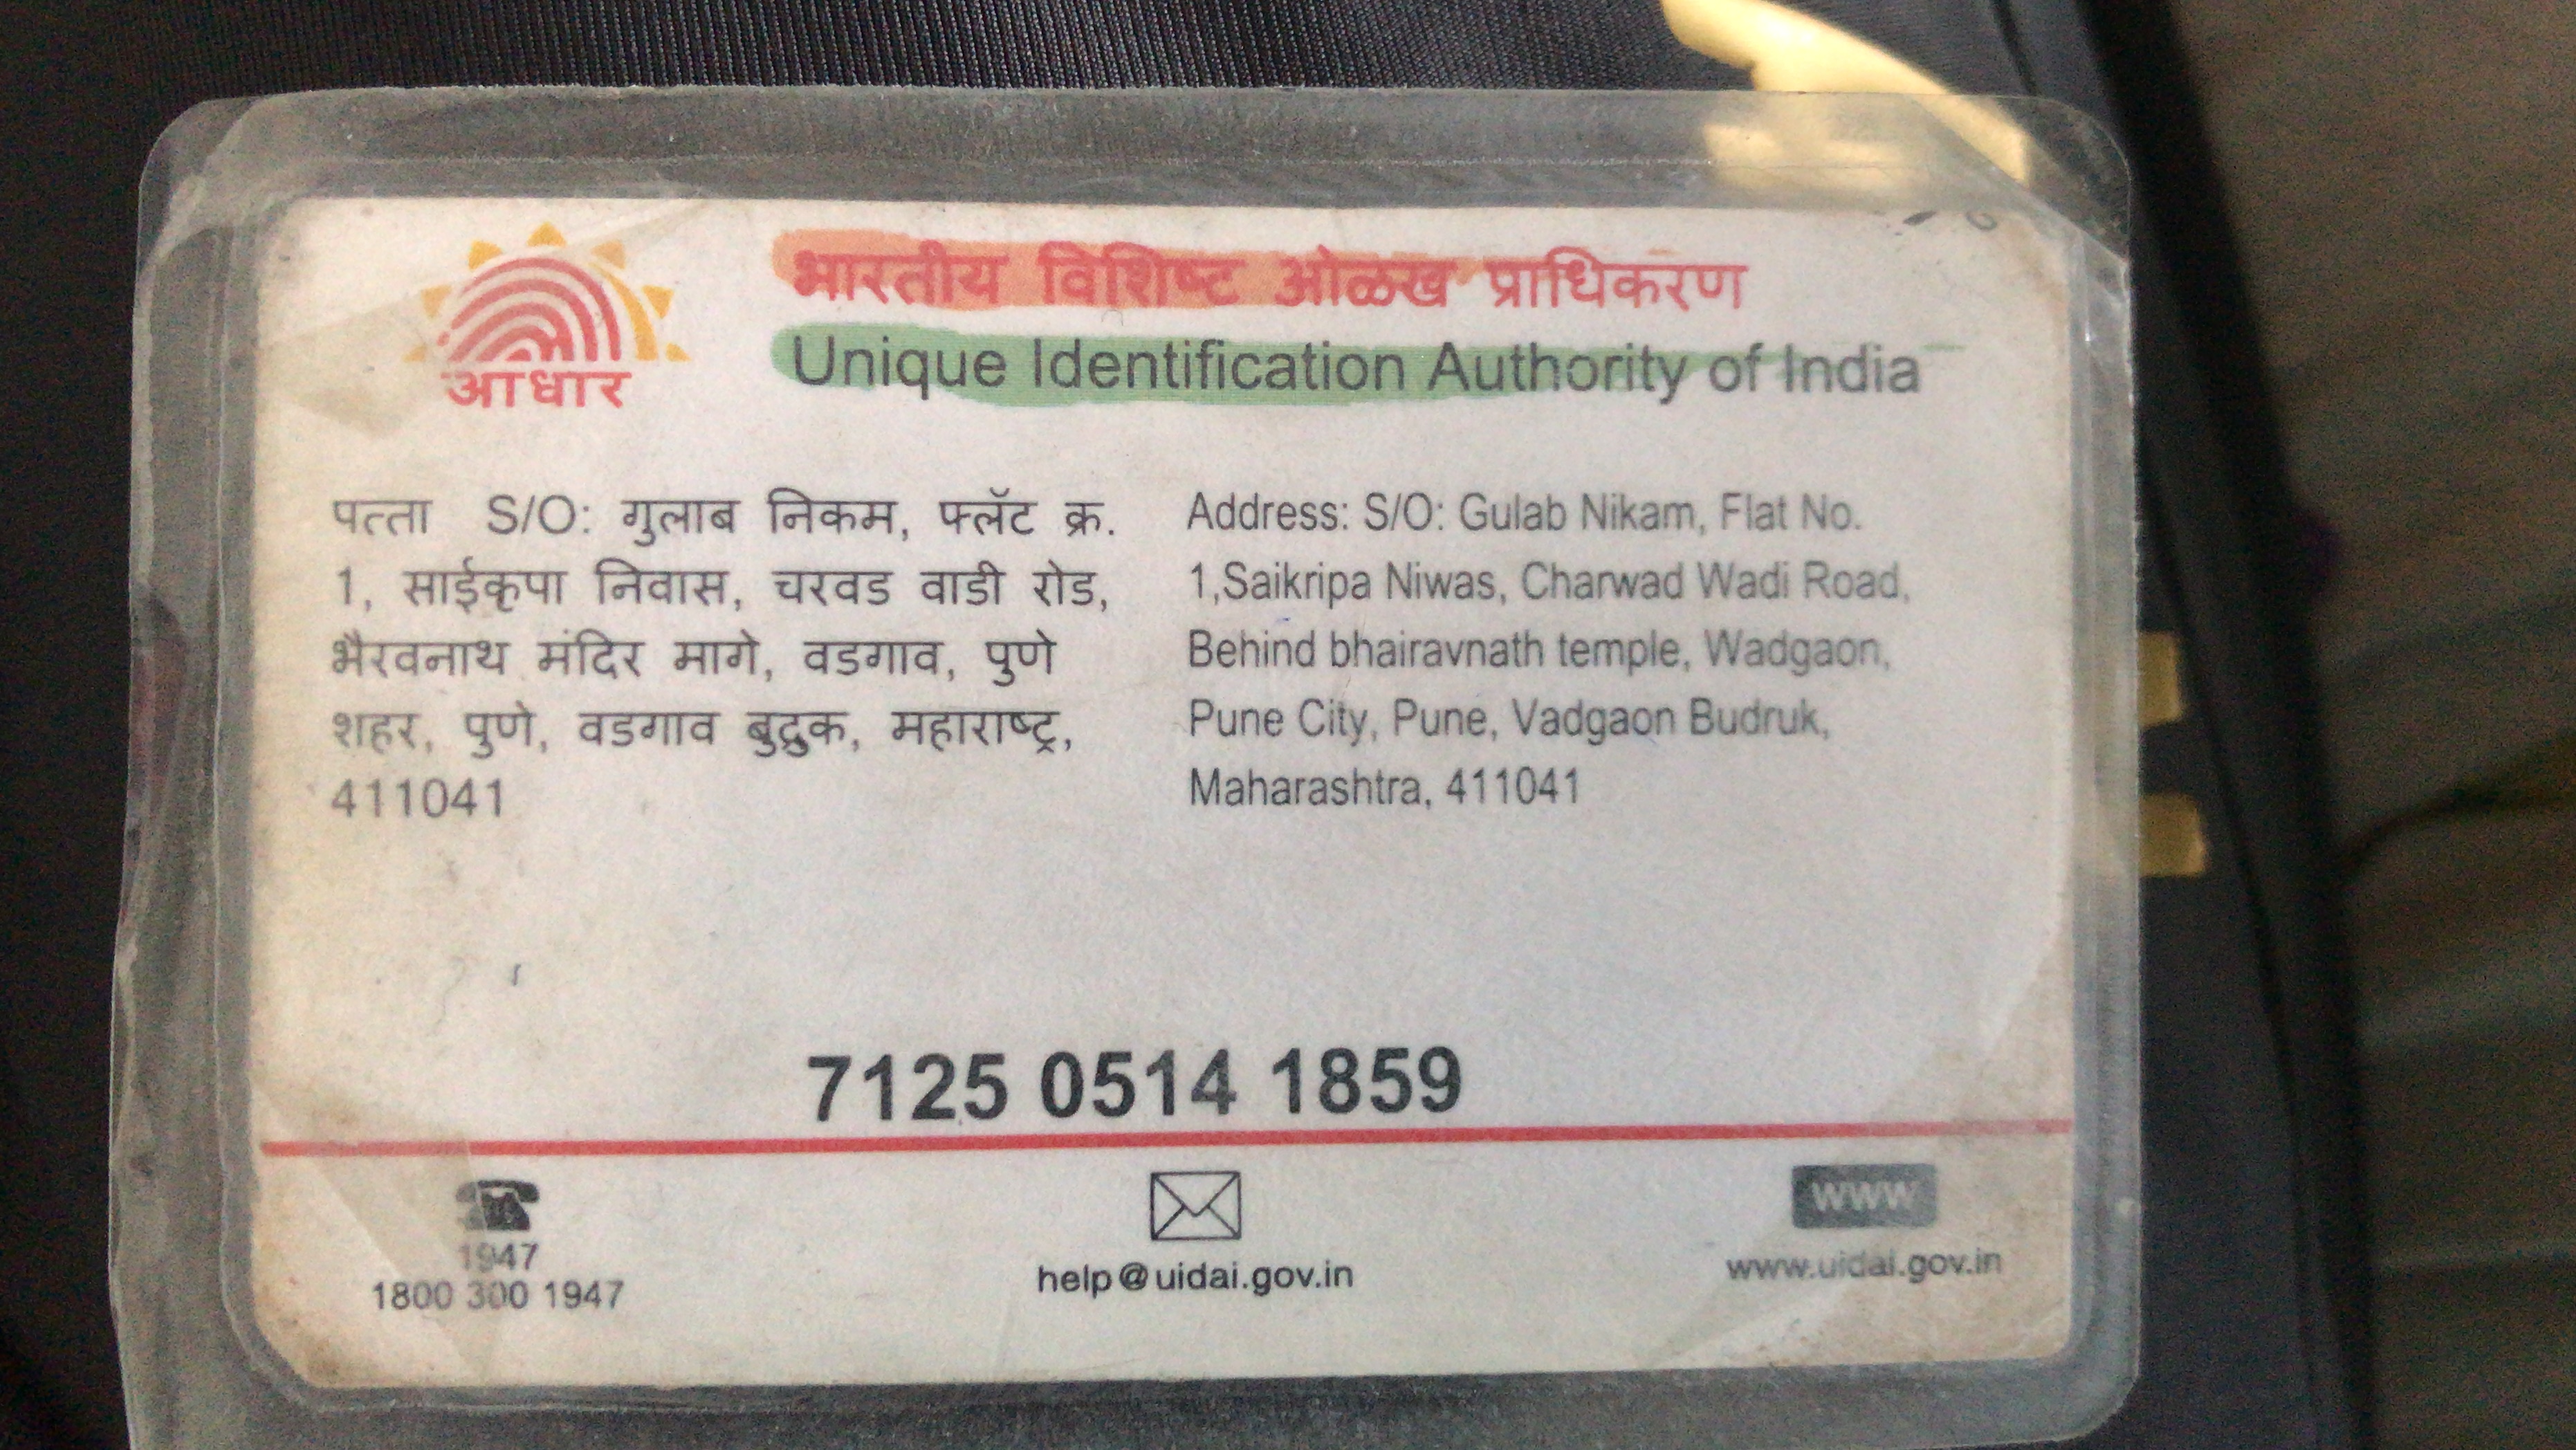 भारतीय विशिष्ट ओळख प्राधिकरण
Unique Identification Authority of India
आधार
पत्ता S/O: गुलाब निकम, फ्लॅट क्र.
1, साईकृपा निवास, चरवड वाडी रोड,
भैरवनाथ मंदिर मागे, वडगाव, पुणे
शहर, पुणे, वडगाव बुद्रुक, महाराष्ट्र,
411041
Address: S/O: Gulab Nikam, Flat No.
1,Saikripa Niwas, Charwad Wadi Road,
Behind bhairavnath temple, Wadgaon,
Pune City, Pune, Vadgaon Budruk,
Maharashtra, 411041
7125 0514 1859
1947
1800 300 1947
help@uidai.gov.in
www
www.uidai.gov.in